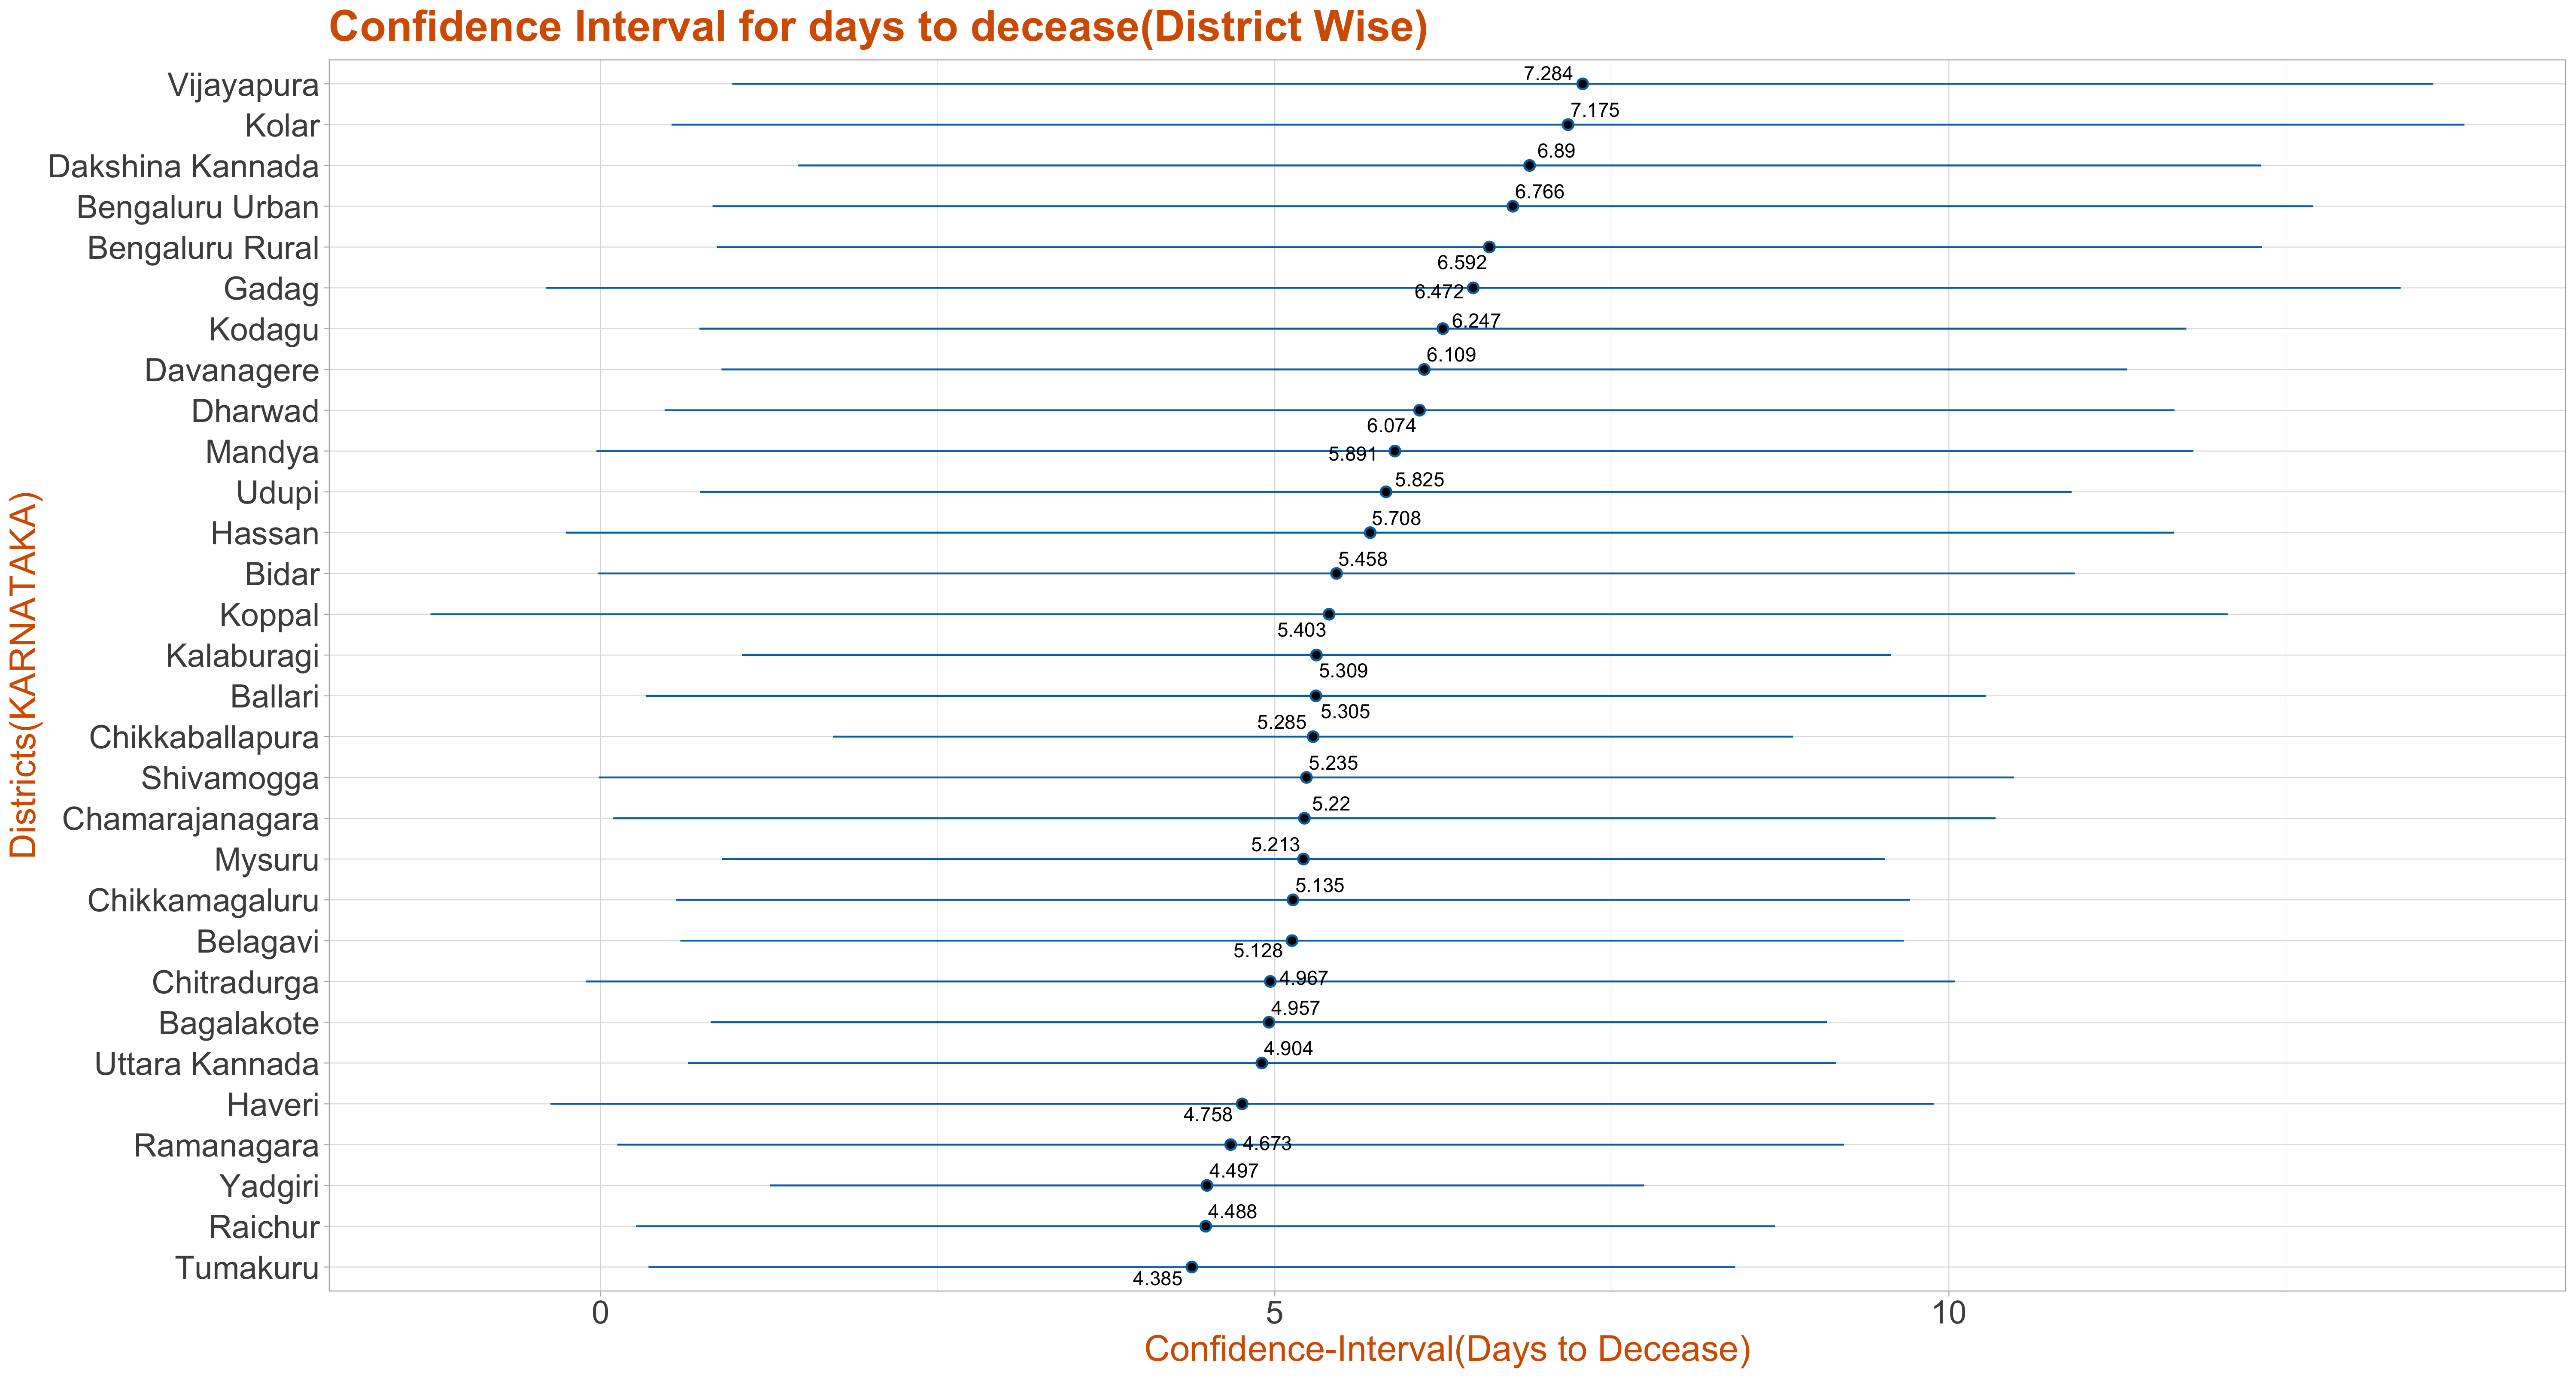 Confidence Interval for days to decease(District Wise)
Districts(KARNATAKA)
Vijayapura 7.284
Kolar 7.175
Dakshina Kannada 6.89
Bengaluru Urban 6.766
Bengaluru Rural 6.592
Gadag 6.472
Kodagu 6.247
Davanagere 6.109
Dharwad 6.074
Mandya 5.891
Udupi 5.825
Hassan 5.708
Bidar 5.458
Koppal 5.403
Kalaburagi 5.309
Ballari 5.305
Chikkaballapura 5.285
Shivamogga 5.235
Chamarajanagara 5.22
Mysuru 5.213
Chikkamagaluru 5.135
Belagavi 5.128
Chitradurga 4.967
Bagalakote 4.957
Uttara Kannada 4.904
Haveri 4.758
Ramanagara 4.673
Yadgiri 4.497
Raichur 4.488
Tumakuru 4.385
0 5 10
Confidence-Interval(Days to Decease)